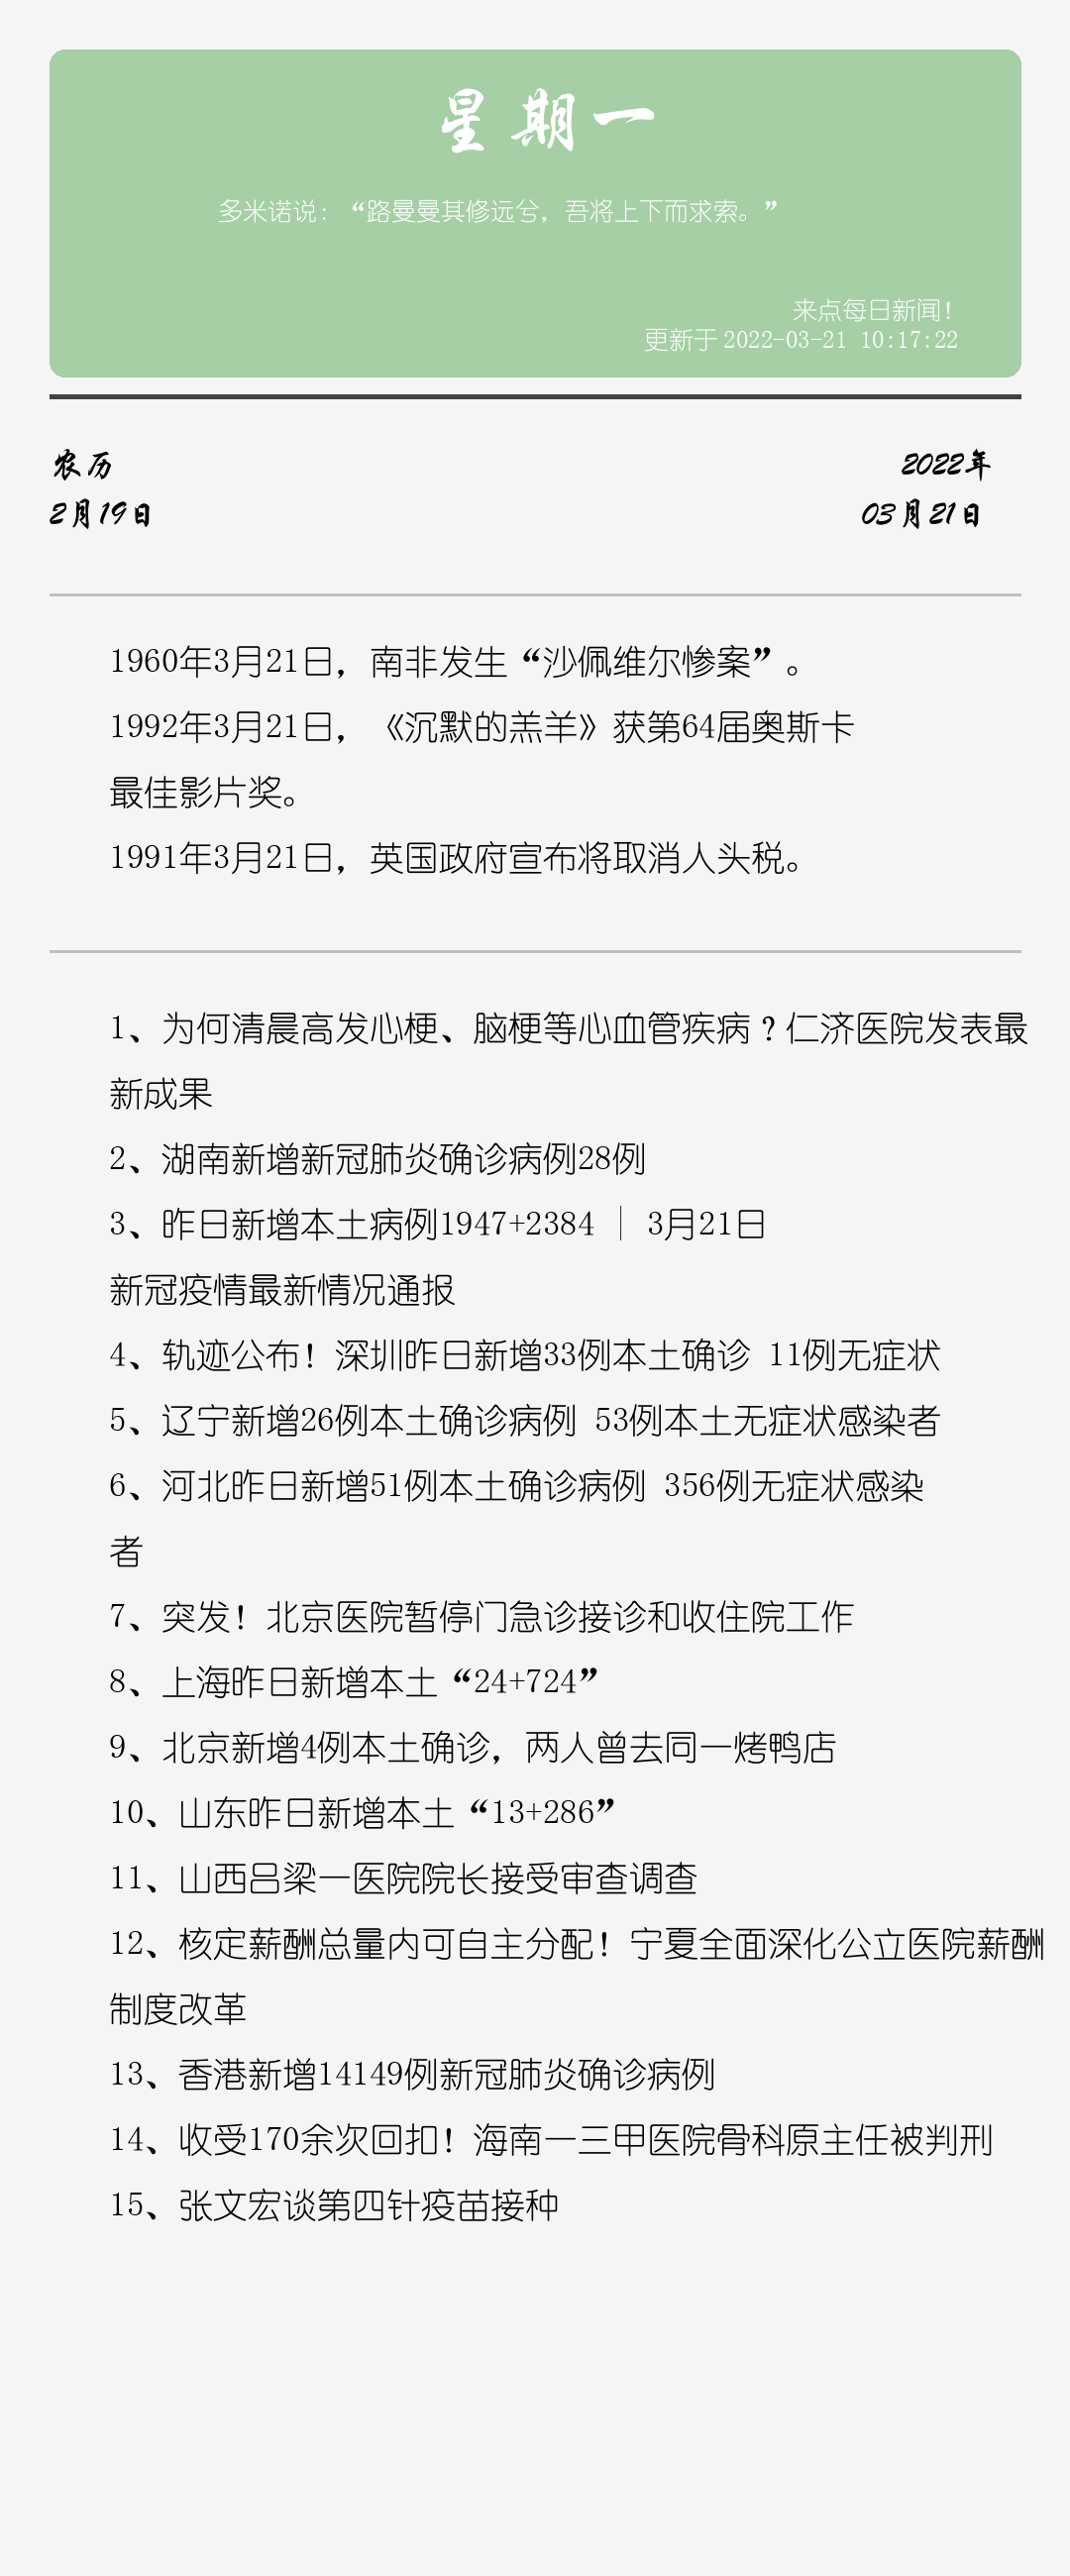 星期一
多米诺说：“路曼曼其修远兮，吾将上下而求索。”
来点每日新闻！
更新于 2022-03-21 10:17:22
农历
2月19日
2022年
03月21日
1960年3月21日，南非发生“沙佩维尔惨案”。
1992年3月21日，《沉默的羔羊》获第64届奥斯卡
最佳影片奖。
1991年3月21日，英国政府宣布将取消人头税。
1、为何清晨高发心梗、脑梗等心血管疾病？仁济医院发表最
新成果
2、湖南新增新冠肺炎确诊病例28例
3、昨日新增本土病例1947+2384 ｜ 3月21日
新冠疫情最新情况通报
4、轨迹公布！深圳昨日新增33例本土确诊 11例无症状
5、辽宁新增26例本土确诊病例 53例本土无症状感染者
6、河北昨日新增51例本土确诊病例 356例无症状感染
者
7、突发！北京医院暂停门急诊接诊和收住院工作
8、上海昨日新增本土“24+724”
9、北京新增4例本土确诊，两人曾去同一烤鸭店
10、山东昨日新增本土“13+286”
11、山西吕梁一医院院长接受审查调查
12、核定薪酬总量内可自主分配！宁夏全面深化公立医院薪酬
制度改革
13、香港新增14149例新冠肺炎确诊病例
14、收受170余次回扣！海南一三甲医院骨科原主任被判刑
15、张文宏谈第四针疫苗接种